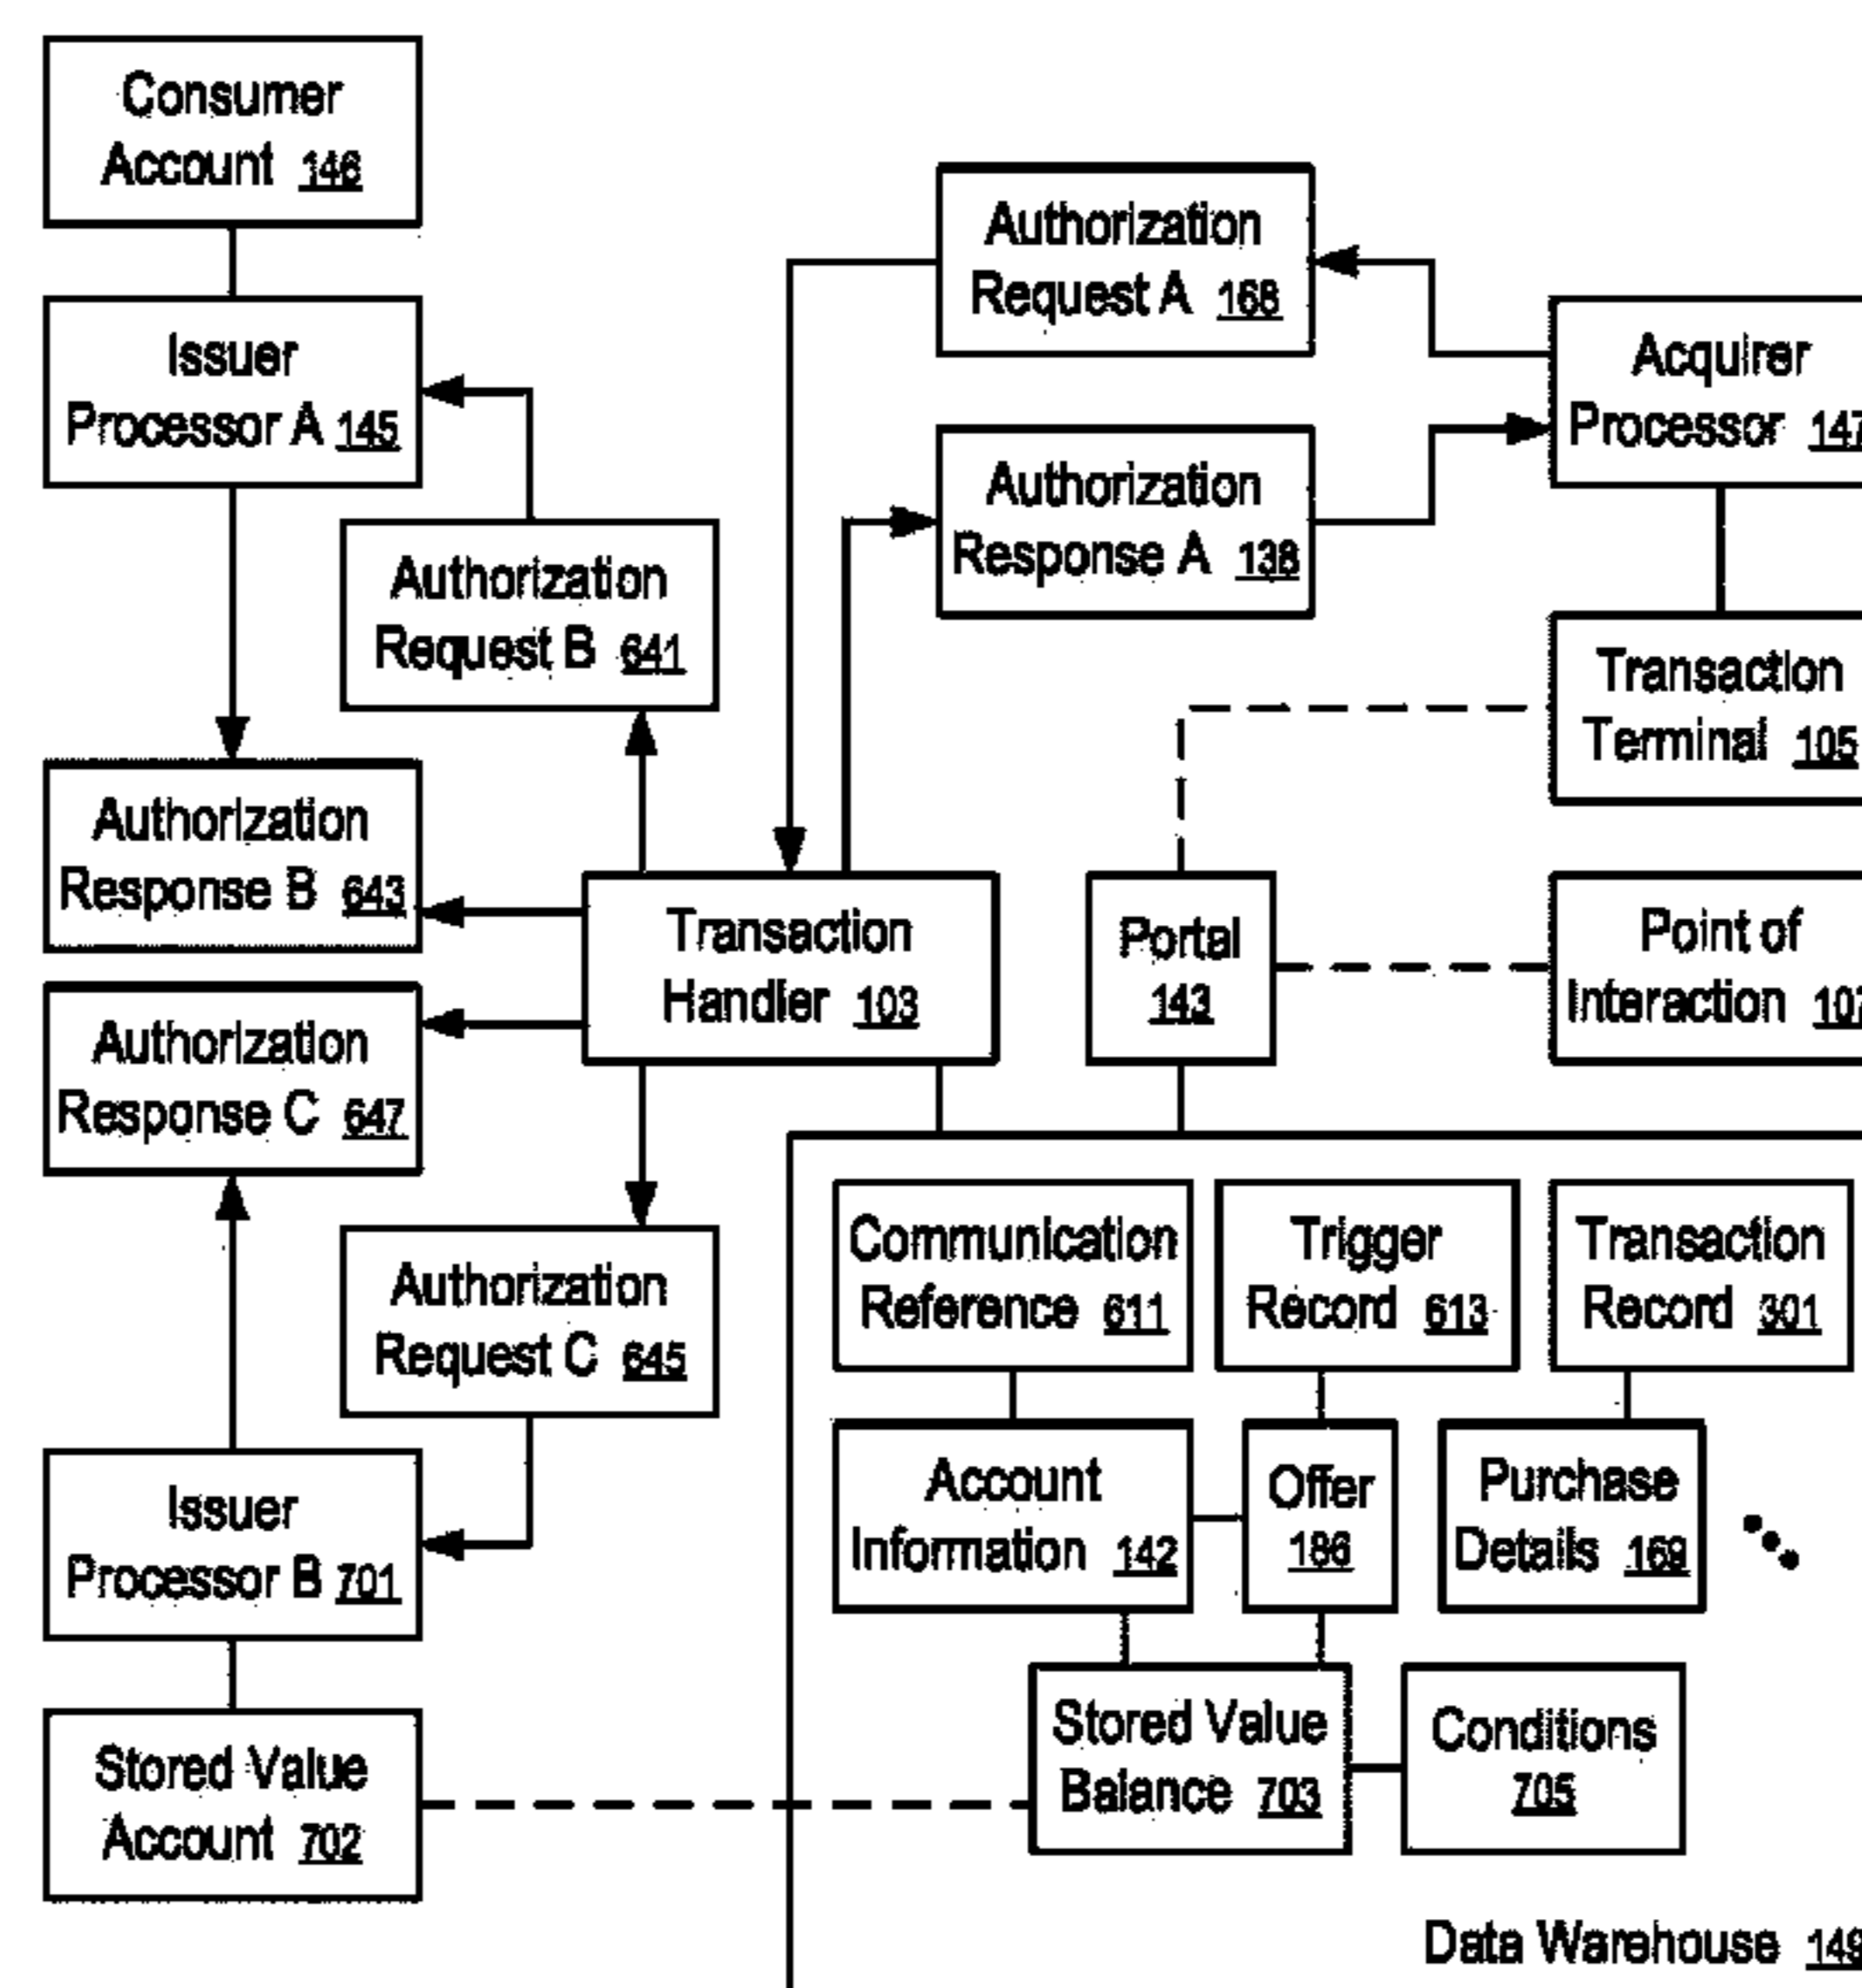 Consumer
Account 146
Issuer
Processor A 145
Authorization
Request B 641
Authorization
Response B 643
Authorization
Response C 647
Authorization
Request C 645
Issuer
Processor B 701
Stored Value
Account 702
Authorization
Request A 168
Authorization
Response A 138
Acquirer
Processor 147
Transaction
Terminal 105
Transaction
Handler 103
Portal
143
Point of
Interaction 107
Communication
Reference 611
Trigger
Record 613
Transaction
Record 301
Account
Information 142
Offer
186
Purchase
Details 169
Stored Value
Balance 703
Conditions
705
Data Warehouse 149